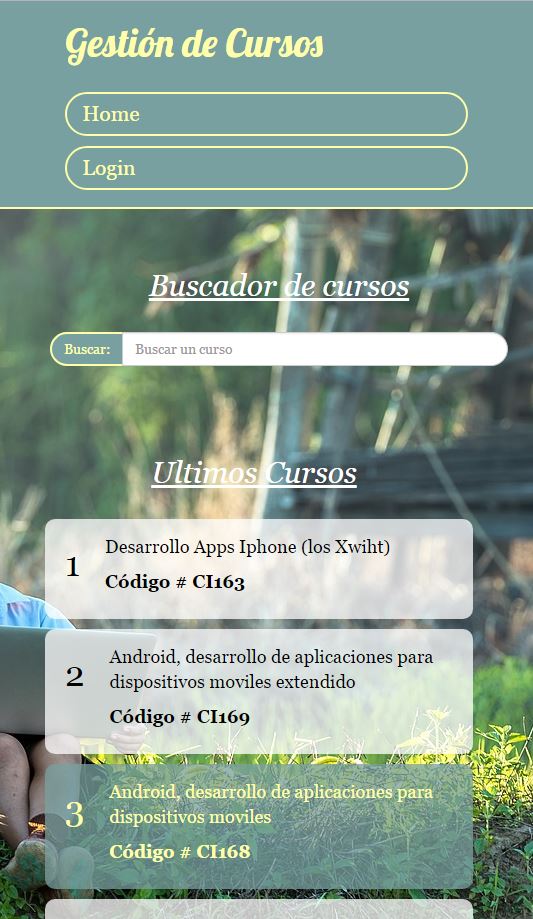 Gestión de Cursos
Home
Login
Buscador de cursos
Buscar: Buscar un curso
Ultimos Cursos
1 Desarrollo Apps Iphone (los Xwiht)
Código # CI163
2 Android, desarrollo de aplicaciones para
dispositivos moviles extendido
Código # CI169
3 Android, desarrollo de aplicaciones para
dispositivos moviles
Código # CI168